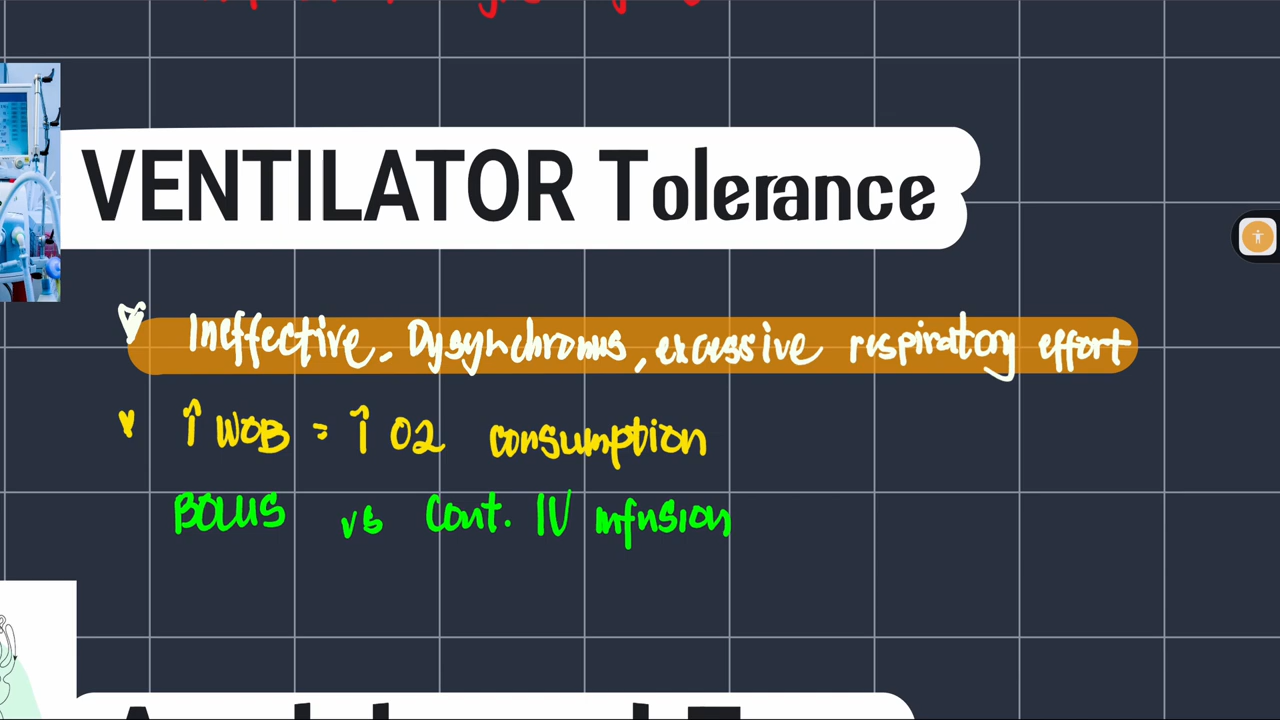 VENTILATOR Tolerance
Ineffective, Dysynchronus, excessive respiratory effort
↑ WOB = ↑ O2 consumption
BOLUS vs Cont. IV infusion